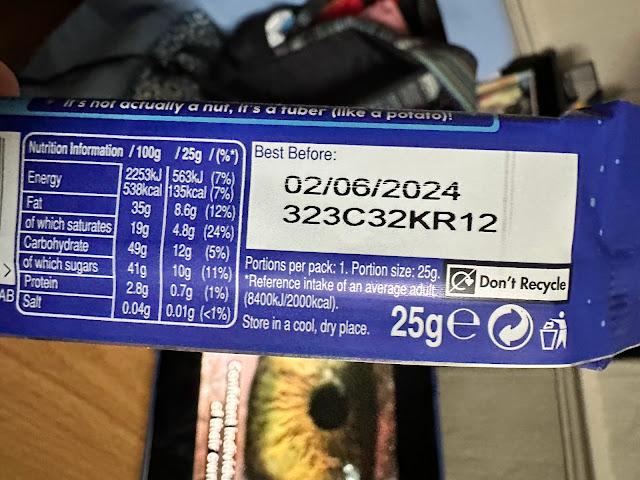 It's not actually a nut, it's a tuber (like a potato)!
Nutrition Information / 100g / 25g / (%*)
Energy 2253kJ 563kJ (7%)
538kcal 135kcal (7%)
Fat 35g 8.6g (12%)
of which saturates 19g 4.8g (24%)
Carbohydrate 49g 12g (5%)
of which sugars 41g 10g (11%)
Protein 2.8g 0.7g (1%)
Salt 0.04g 0.01g (<1%)
AB
Best Before:
02/06/2024
323C32KR12
Portions per pack: 1. Portion size: 25g.
*Reference intake of an average adult
(8400kJ/2000kcal).
Don't Recycle
Store in a cool, dry place.
25g℮
of their